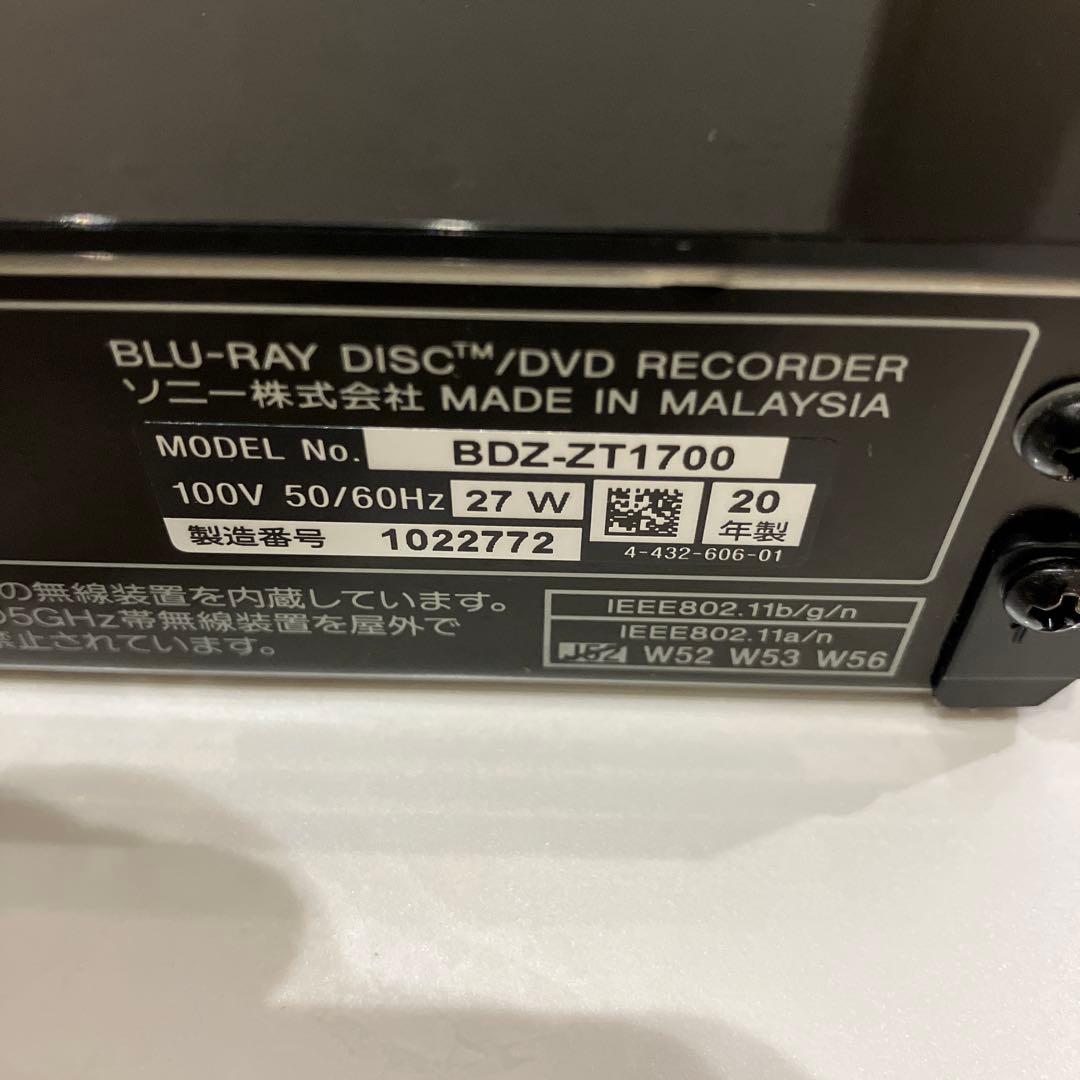 BLU-RAY DISC™/DVD RECORDER
ソニー株式会社 MADE IN MALAYSIA
MODEL No. BDZ-ZT1700
100V 50/60Hz 27 W
20
年製
製造番号 1022772
4-432-606-01
の無線装置を内蔵しています。
5GHz帯無線装置を屋外で
禁止されています。
IEEE802.11b/g/n
IEEE802.11a/n
J52 W52 W53 W56